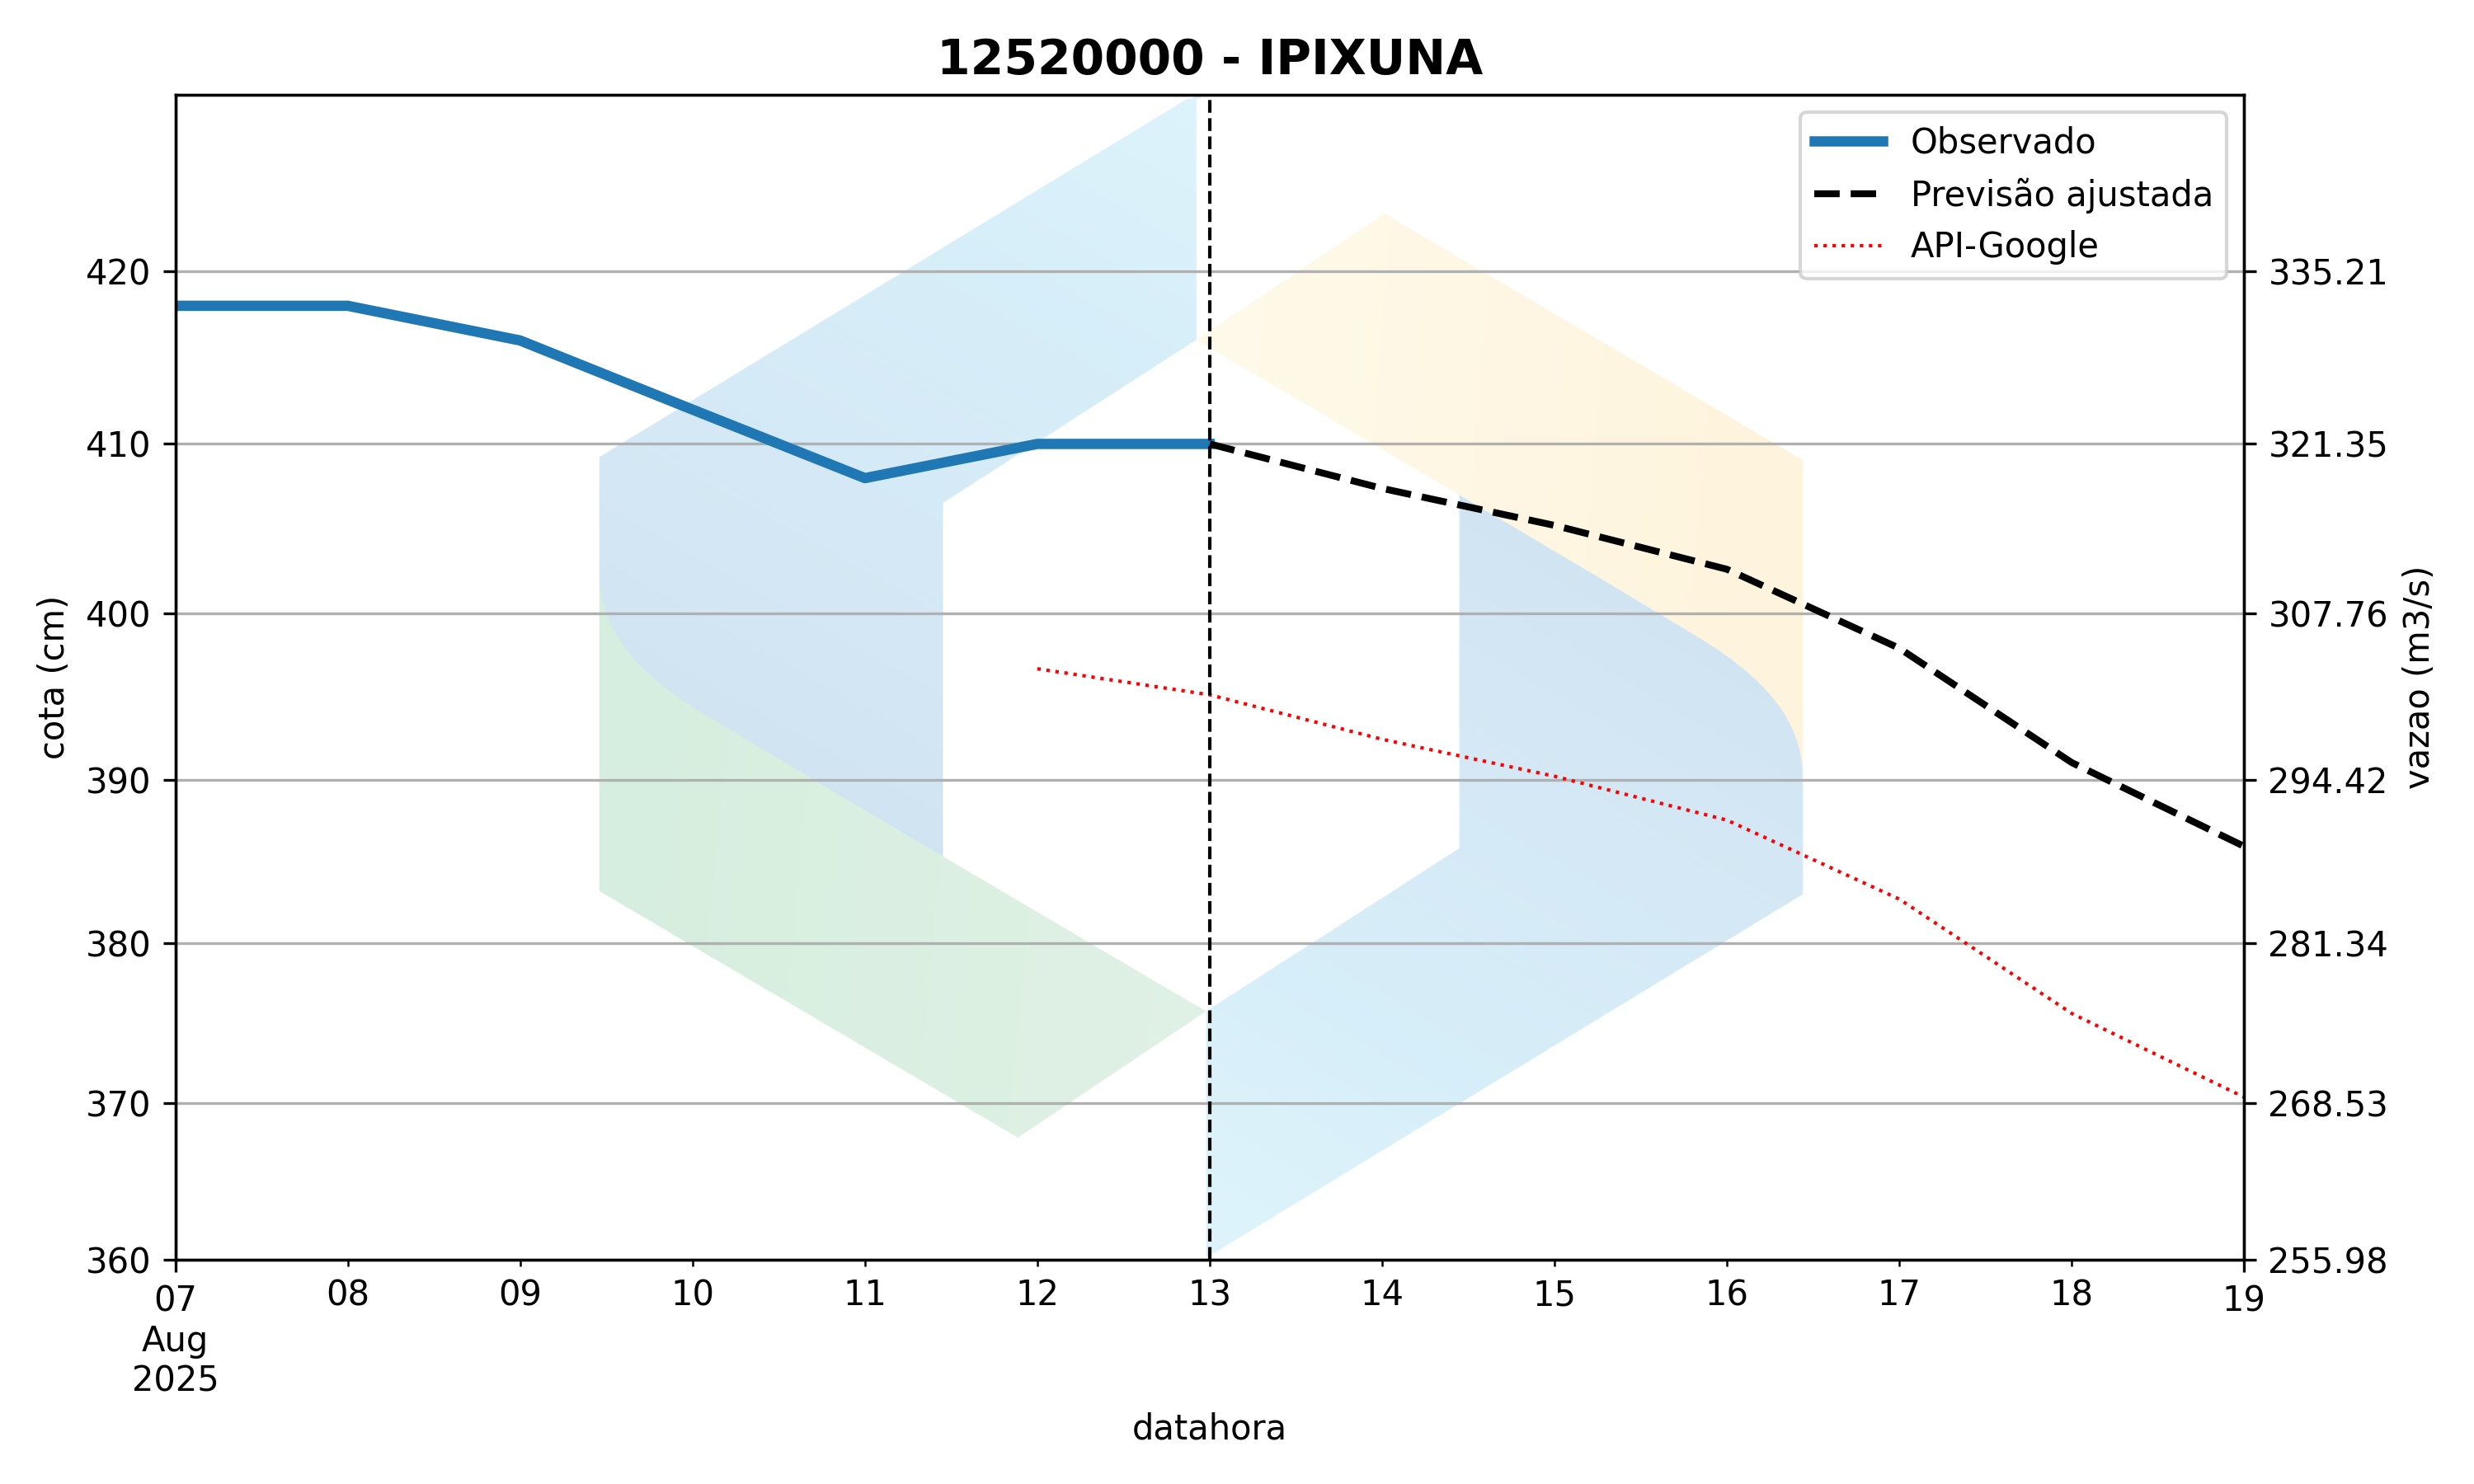 12520000 - IPIXUNA
Observado
Previsão ajustada
API-Google
420
410
400
390
380
370
360
cota (cm)
335.21
321.35
307.76
294.42
281.34
268.53
255.98
vazao (m3/s)
07 08 09 10 11 12 13 14 15 16 17 18 19
Aug
2025
datahora